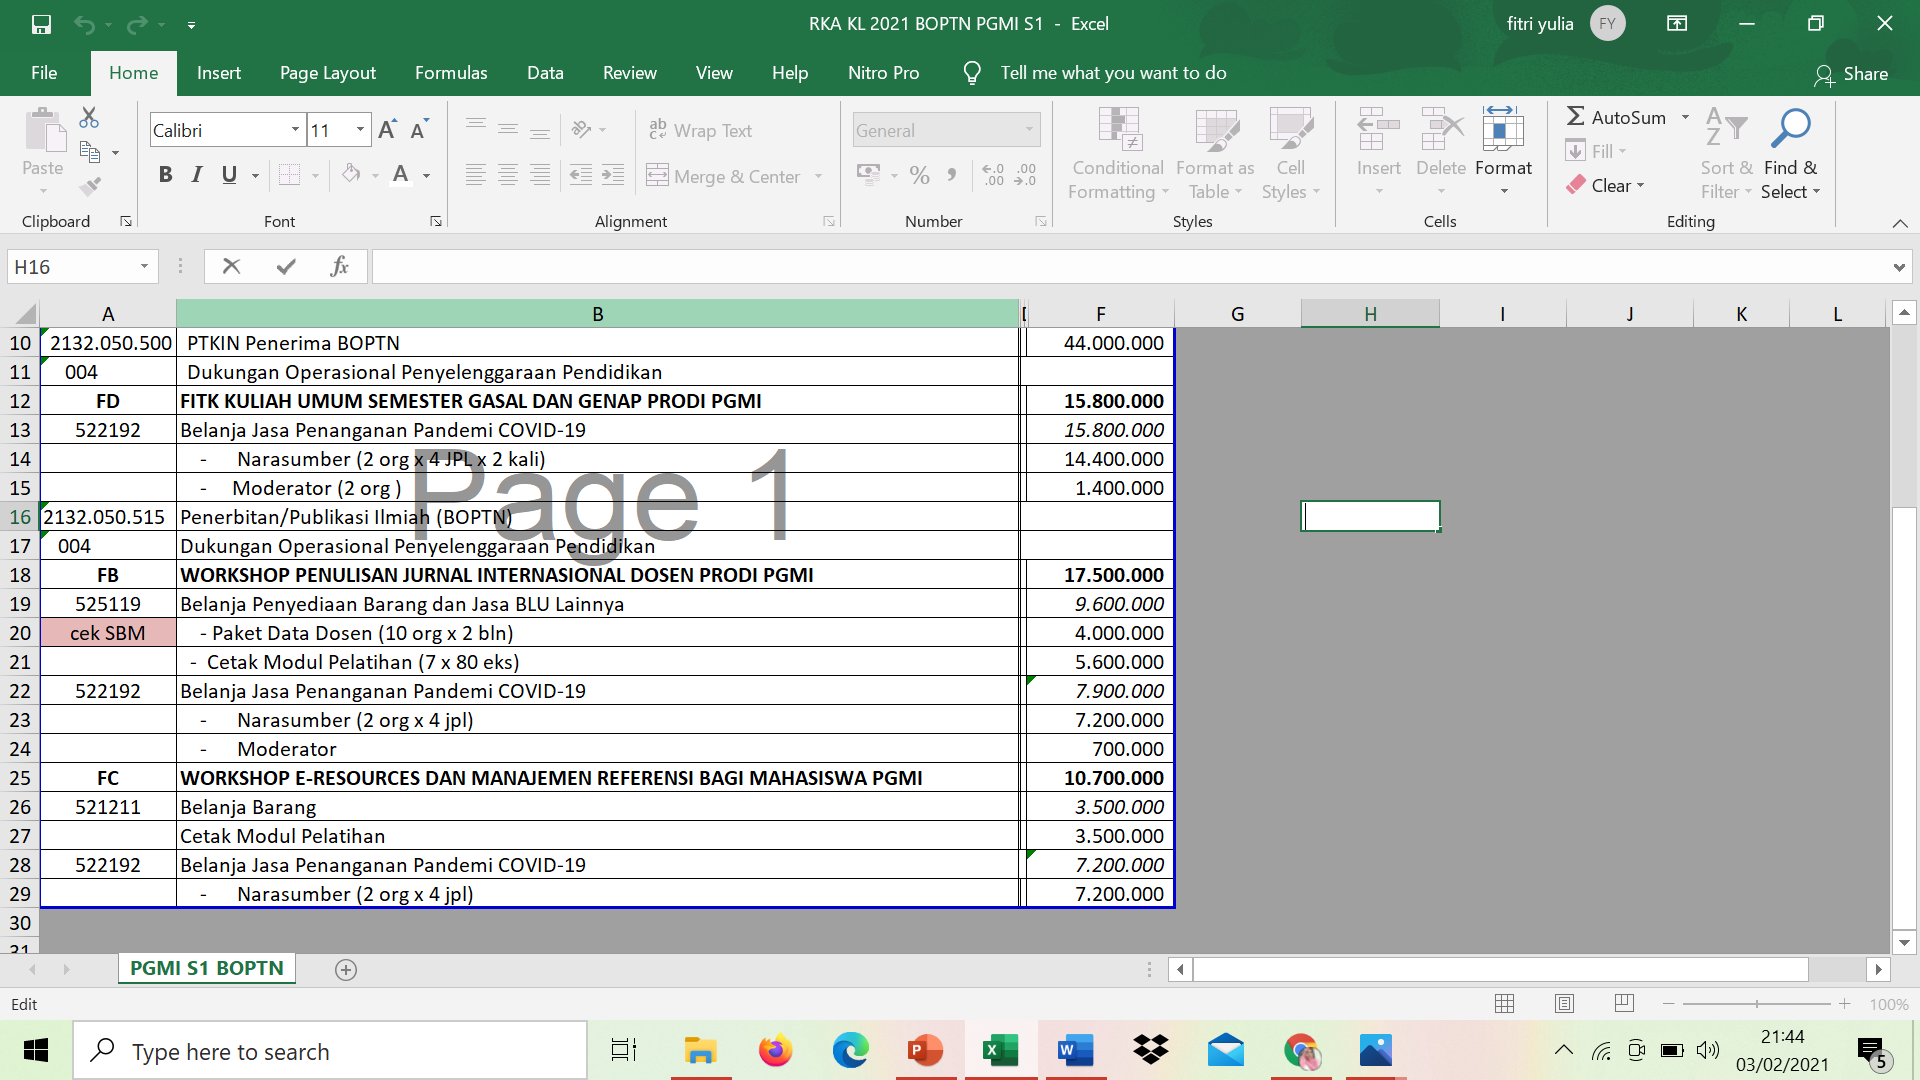 RKA KL 2021 BOPTN PGMI S1 - Excel
fitri yulia FY
File Home Insert Page Layout Formulas Data Review View Help Nitro Pro Tell me what you want to do Share
Calibri 11 A A ab Wrap Text General AutoSum
Paste Conditional Format as Cell Insert Delete Format Fill Sort & Find &
B I U A Merge & Center % Formatting Table Styles Clear Filter Select
Clipboard Font Alignment Number Styles Cells Editing
H16 fx
A B F G H I J K L
10 2132.050.500 PTKIN Penerima BOPTN 44.000.000
11 004 Dukungan Operasional Penyelenggaraan Pendidikan
12 FD FITK KULIAH UMUM SEMESTER GASAL DAN GENAP PRODI PGMI 15.800.000
13 522192 Belanja Jasa Penanganan Pandemi COVID-19 15.800.000
14 - Narasumber (2 org x 4 JPL x 2 kali) 14.400.000
15 - Moderator (2 org ) 1.400.000
Page 1
16 2132.050.515 Penerbitan/Publikasi Ilmiah (BOPTN)
17 004 Dukungan Operasional Penyelenggaraan Pendidikan
18 FB WORKSHOP PENULISAN JURNAL INTERNASIONAL DOSEN PRODI PGMI 17.500.000
19 525119 Belanja Penyediaan Barang dan Jasa BLU Lainnya 9.600.000
20 cek SBM - Paket Data Dosen (10 org x 2 bln) 4.000.000
21 - Cetak Modul Pelatihan (7 x 80 eks) 5.600.000
22 522192 Belanja Jasa Penanganan Pandemi COVID-19 7.900.000
23 - Narasumber (2 org x 4 jpl) 7.200.000
24 - Moderator 700.000
25 FC WORKSHOP E-RESOURCES DAN MANAJEMEN REFERENSI BAGI MAHASISWA PGMI 10.700.000
26 521211 Belanja Barang 3.500.000
27 Cetak Modul Pelatihan 3.500.000
28 522192 Belanja Jasa Penanganan Pandemi COVID-19 7.200.000
29 - Narasumber (2 org x 4 jpl) 7.200.000
30
31
PGMI S1 BOPTN
Edit 100%
Type here to search
21:44
03/02/2021
5